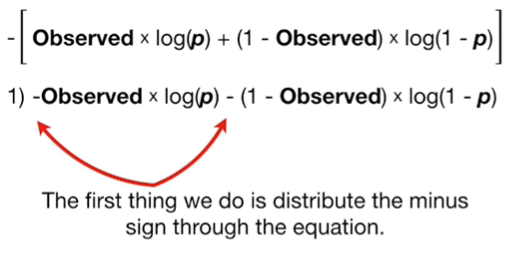 -[Observed × log(p) + (1 - Observed) × log(1 - p)]
1) -Observed × log(p) - (1 - Observed) × log(1 - p)
The first thing we do is distribute the minus
sign through the equation.